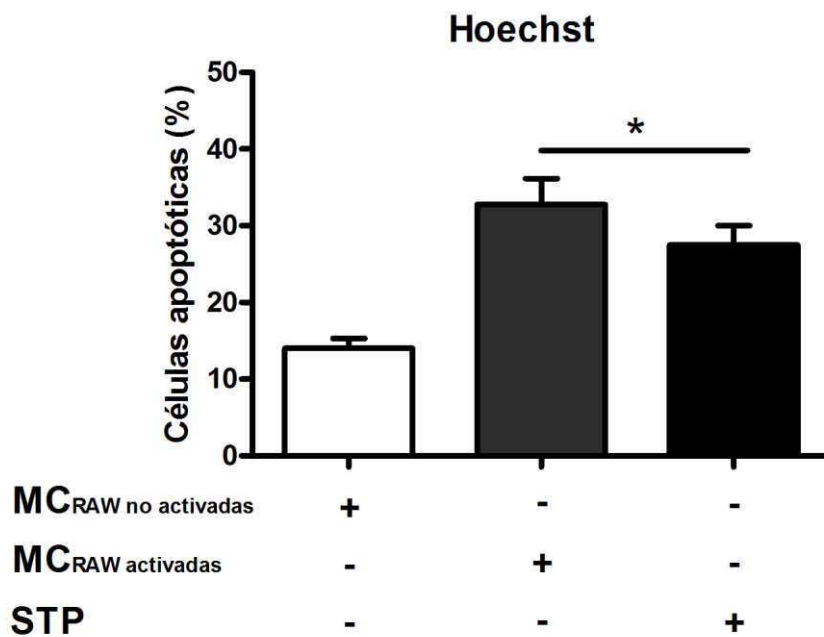 Hoechst
Células apoptóticas (%)
50
40
30
20
10
0
*
MCRAW no activadas + - -
MCRAW activadas - + -
STP - - +